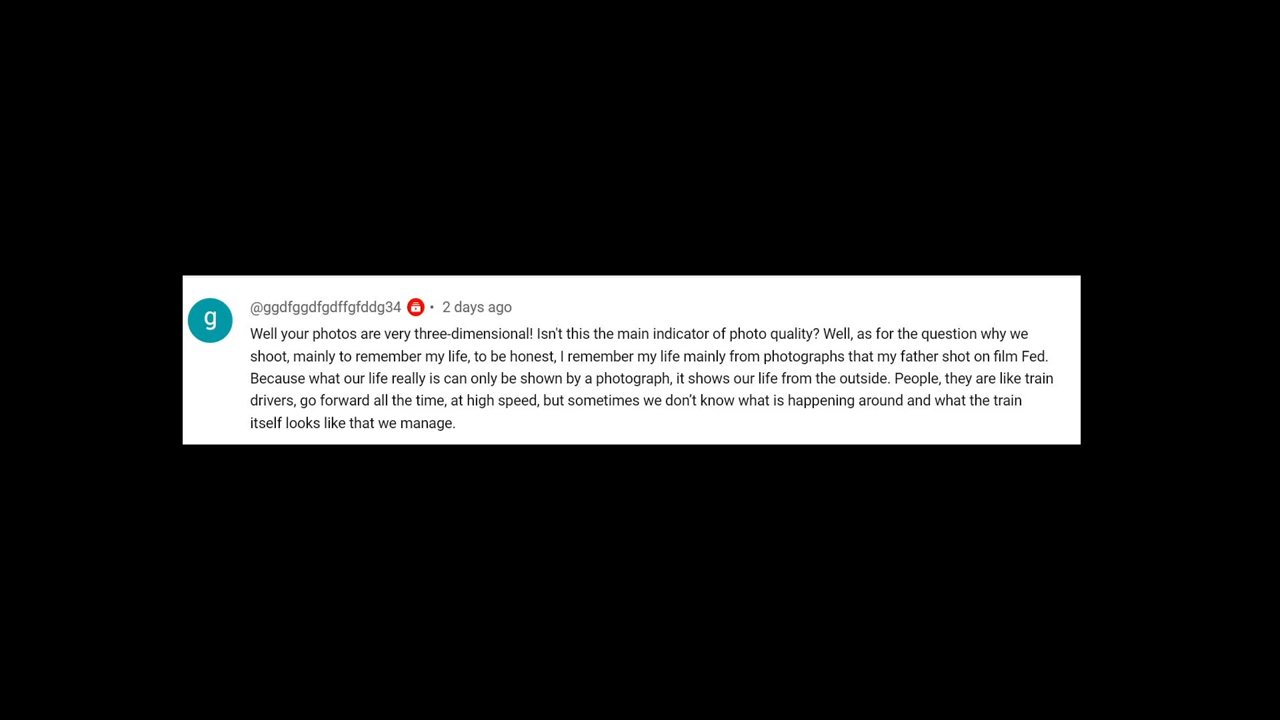 g
@ggdfggdfgdffgfddg34 • 2 days ago
Well your photos are very three-dimensional! Isn't this the main indicator of photo quality? Well, as for the question why we
shoot, mainly to remember my life, to be honest, I remember my life mainly from photographs that my father shot on film Fed.
Because what our life really is can only be shown by a photograph, it shows our life from the outside. People, they are like train
drivers, go forward all the time, at high speed, but sometimes we don’t know what is happening around and what the train
itself looks like that we manage.